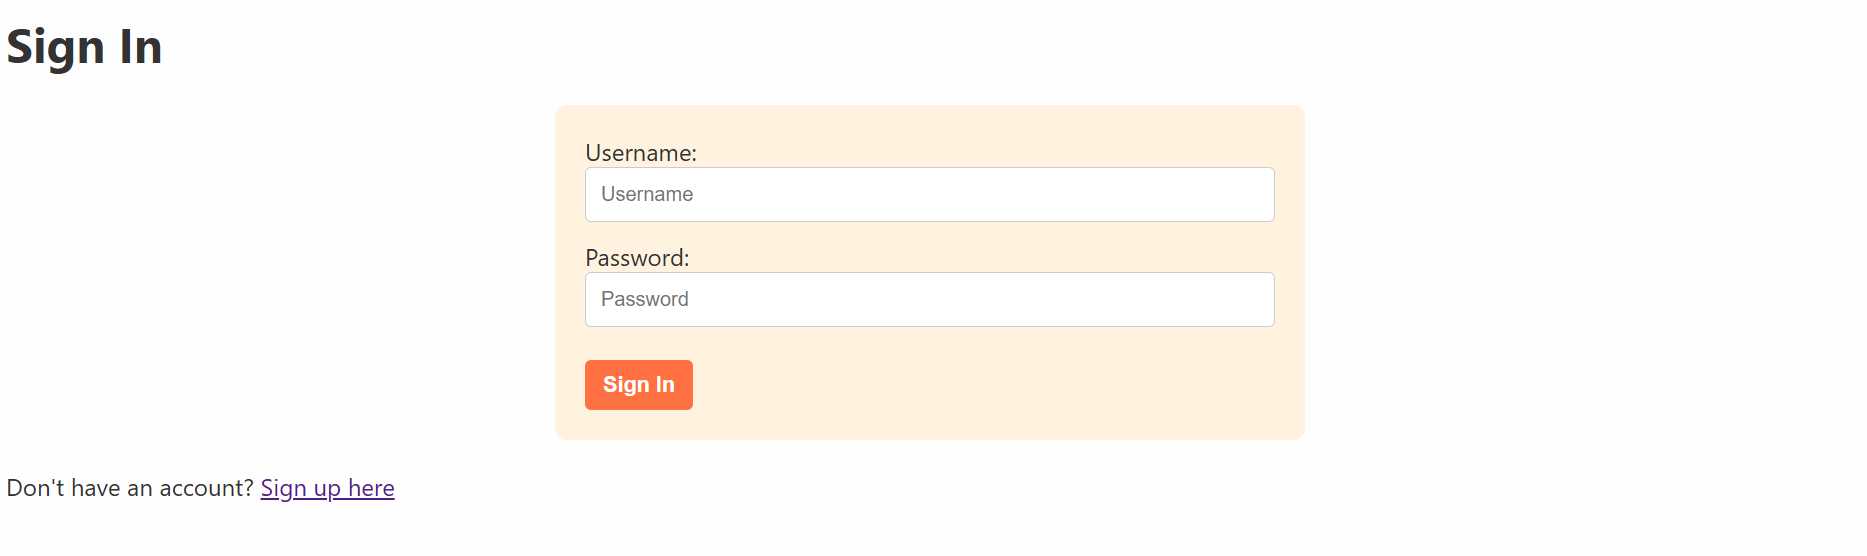 Sign In
Username:
Username
Password:
Password
Sign In
Don't have an account? Sign up here